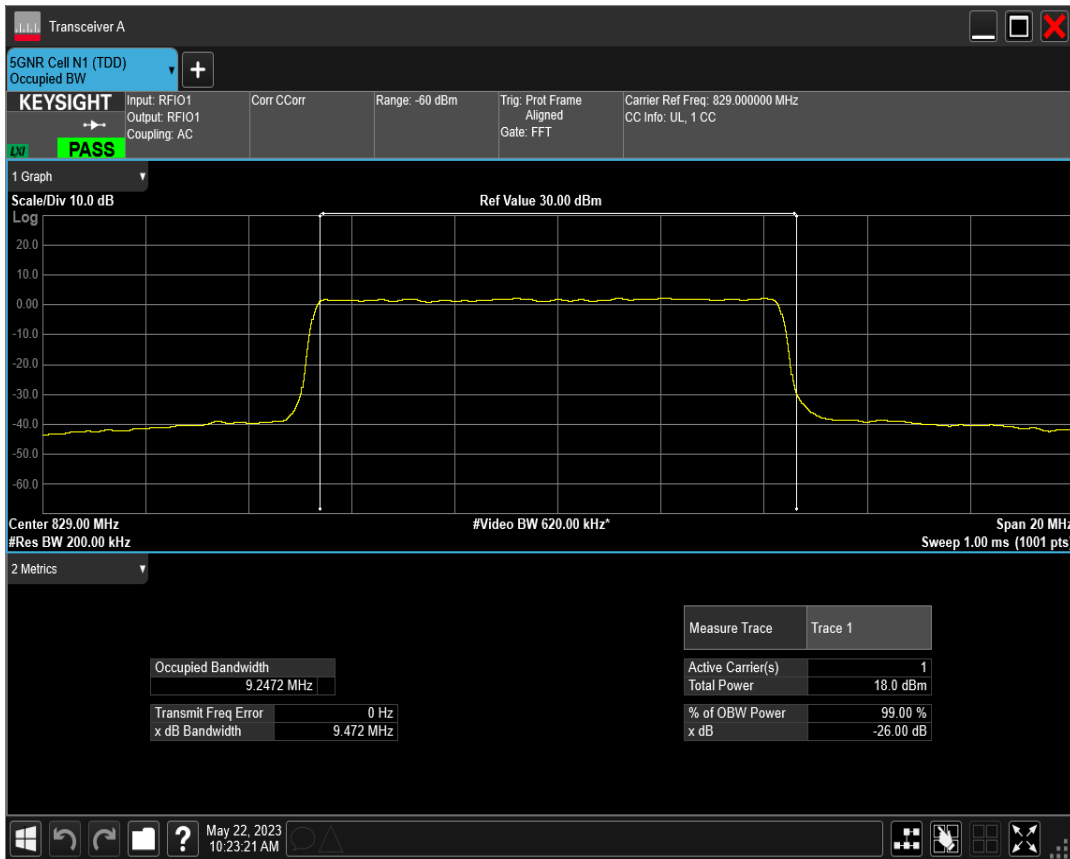 Transceiver A
5GNR Cell N1 (TDD)
Occupied BW
KEYSIGHT
LXI
PASS
Input: RFIO1
Output: RFIO1
Coupling: AC
Corr CCorr
Range: -60 dBm
Trig: Prot Frame
Aligned
Gate: FFT
Carrier Ref Freq: 829.000000 MHz
CC Info: UL, 1 CC
1 Graph
Scale/Div 10.0 dB
Ref Value 30.00 dBm
Log
20.0
10.0
0.00
-10.0
-20.0
-30.0
-40.0
-50.0
-60.0
Center 829.00 MHz
#Video BW 620.00 kHz*
Span 20 MHz
#Res BW 200.00 kHz
Sweep 1.00 ms (1001 pts)
2 Metrics
Measure Trace Trace 1
Occupied Bandwidth
9.2472 MHz
Active Carrier(s) 1
Total Power 18.0 dBm
Transmit Freq Error 0 Hz
x dB Bandwidth 9.472 MHz
% of OBW Power 99.00 %
x dB -26.00 dB
?
May 22, 2023
10:23:21 AM